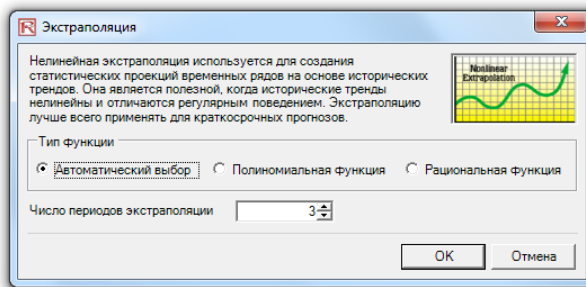 Экстраполяция
Нелинейная экстраполяция используется для создания
статистических проекций временных рядов на основе исторических
трендов. Она является полезной, когда исторические тренды
нелинейны и отличаются регулярным поведением. Экстраполяцию
лучше всего применять для краткосрочных прогнозов.
Nonlinear
Extrapolation
Тип функции
Автоматический выбор Полиномиальная функция Рациональная функция
Число периодов экстраполяции 3
OK Отмена